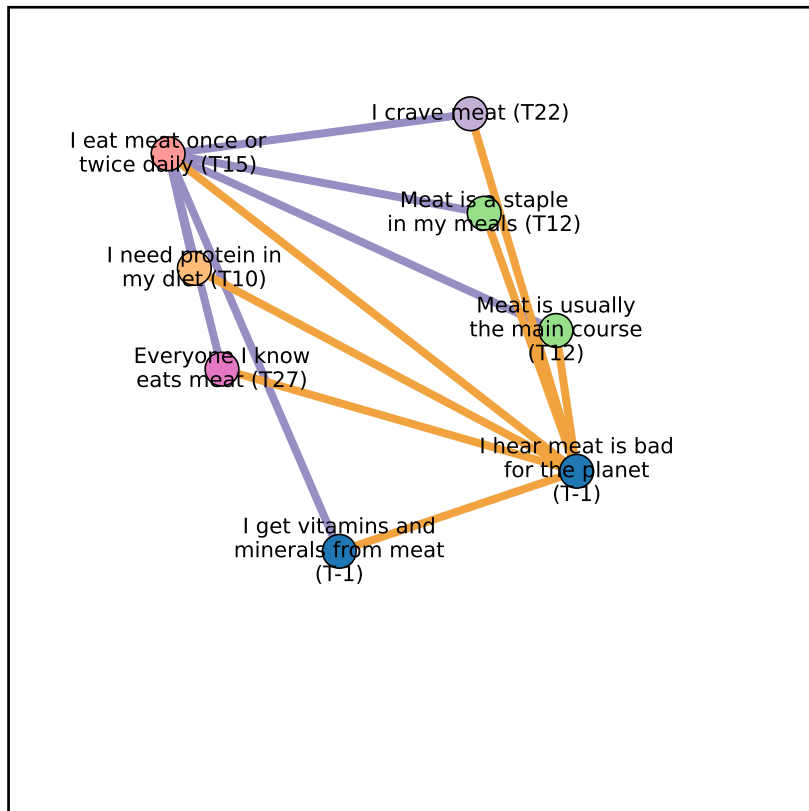 I crave meat (T22)
I eat meat once or
twice daily (T15)
Meat is a staple
in my meals (T12)
I need protein in
my diet (T10)
Meat is usually
the main course
(T12)
Everyone I know
eats meat (T27)
I hear meat is bad
for the planet
(T-1)
I get vitamins and
minerals from meat
(T-1)